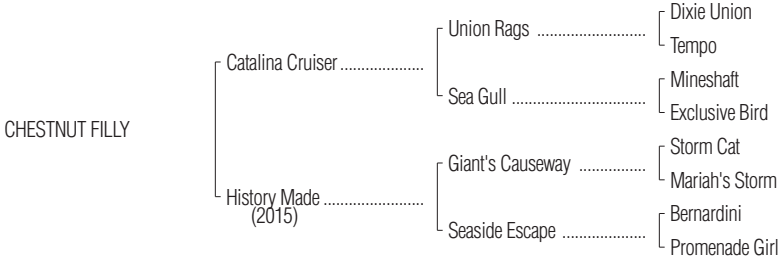 Dixie Union
Union Rags ........................
Tempo
Catalina Cruiser ...................
Mineshaft
Sea Gull ..............................
Exclusive Bird
CHESTNUT FILLY
Storm Cat
Giant's Causeway ...............
Mariah's Storm
History Made .......................
(2015)
Bernardini
Seaside Escape ...................
Promenade Girl